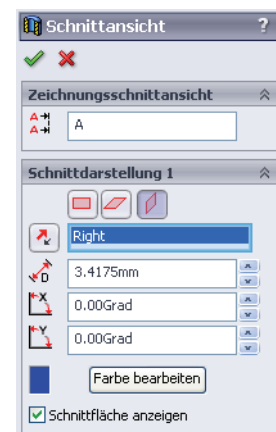 Schnittansicht ?
Zeichnungsschnittansicht
A
A
A
Schnittdarstellung 1
Right
D
3.4175mm
X
0.00Grad
Y
0.00Grad
Farbe bearbeiten
Schnittfläche anzeigen